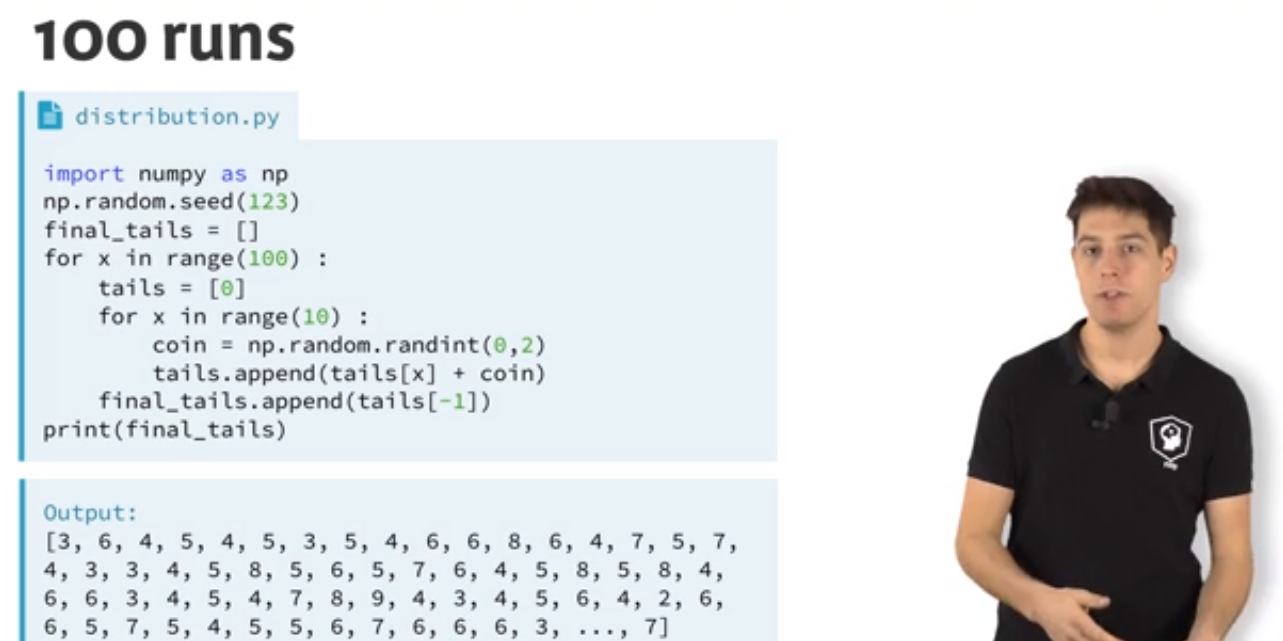 100 runs
distribution.py
import numpy as np
np.random.seed(123)
final_tails = []
for x in range(100) :
    tails = [0]
    for x in range(10) :
        coin = np.random.randint(0,2)
        tails.append(tails[x] + coin)
    final_tails.append(tails[-1])
print(final_tails)
Output:
[3, 6, 4, 5, 4, 5, 3, 5, 4, 6, 6, 8, 6, 4, 7, 5, 7,
4, 3, 3, 4, 5, 8, 5, 6, 5, 7, 6, 4, 5, 8, 5, 8, 4,
6, 6, 3, 4, 5, 4, 7, 8, 9, 4, 3, 4, 5, 6, 4, 2, 6, 6,
6, 5, 7, 5, 4, 5, 5, 6, 7, 6, 6, 6, 3, ..., 7]